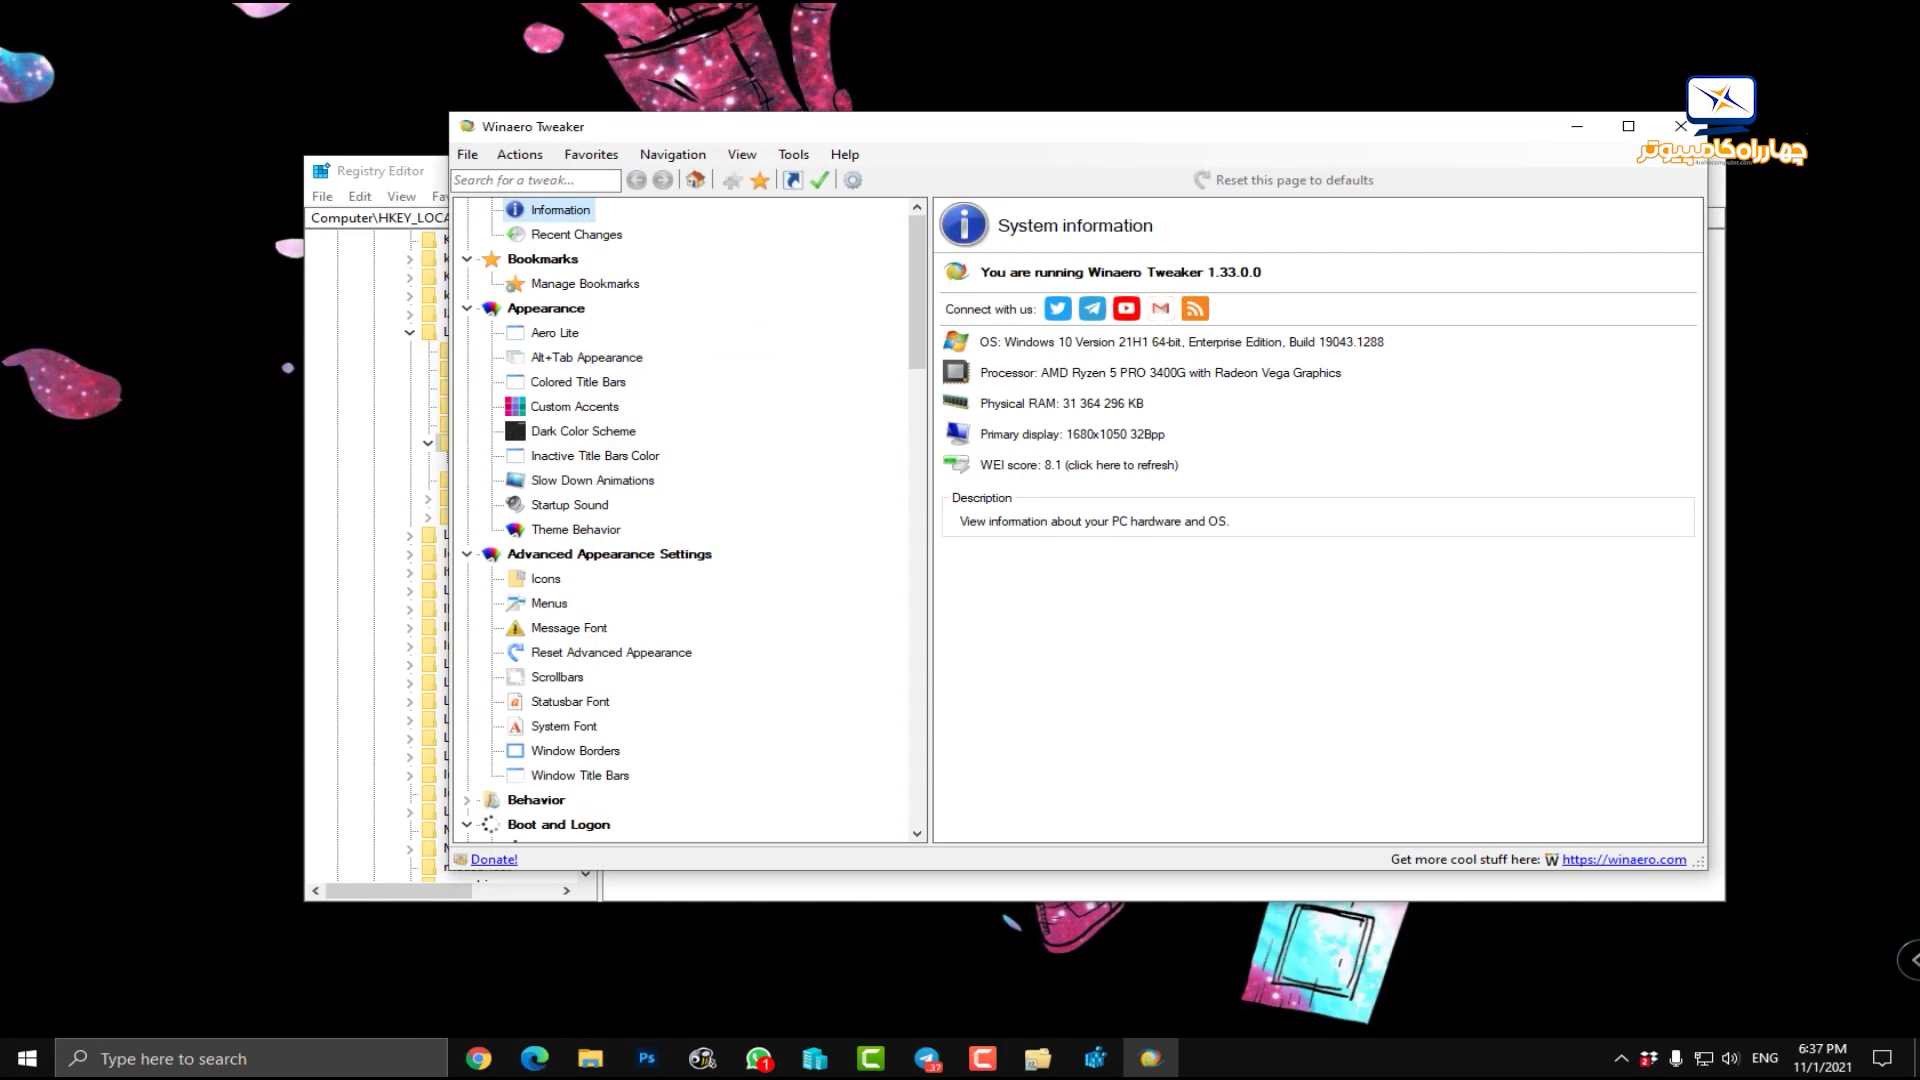 چهارراه کامپیوتر
4rahecomputer.com
Winaero Tweaker
File Actions Favorites Navigation View Tools Help
Search for a tweak...
Reset this page to defaults
Registry Editor
File Edit View
Computer\HKEY_LOCA
Information
Recent Changes
Bookmarks
Manage Bookmarks
Appearance
Aero Lite
Alt+Tab Appearance
Colored Title Bars
Custom Accents
Dark Color Scheme
Inactive Title Bars Color
Slow Down Animations
Startup Sound
Theme Behavior
Advanced Appearance Settings
Icons
Menus
Message Font
Reset Advanced Appearance
Scrollbars
Statusbar Font
System Font
Window Borders
Window Title Bars
Behavior
Boot and Logon
System information
You are running Winaero Tweaker 1.33.0.0
Connect with us:
OS: Windows 10 Version 21H1 64-bit, Enterprise Edition, Build 19043.1288
Processor: AMD Ryzen 5 PRO 3400G with Radeon Vega Graphics
Physical RAM: 31 364 296 KB
Primary display: 1680x1050 32Bpp
WEI score: 8.1 (click here to refresh)
Description
View information about your PC hardware and OS.
Donate!
Get more cool stuff here: https://winaero.com
Type here to search
Ps
1
37
2
ENG
6:37 PM
11/1/2021